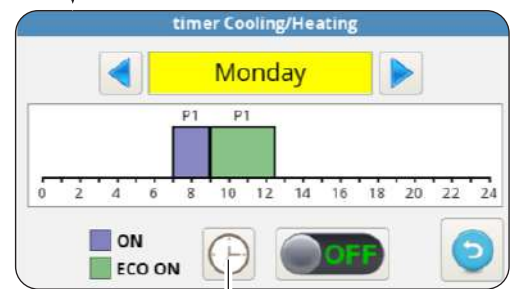 timer Cooling/Heating
Monday
P1 P1
0 2 4 6 8 10 12 14 16 18 20 22 24
ON
ECO ON
OFF